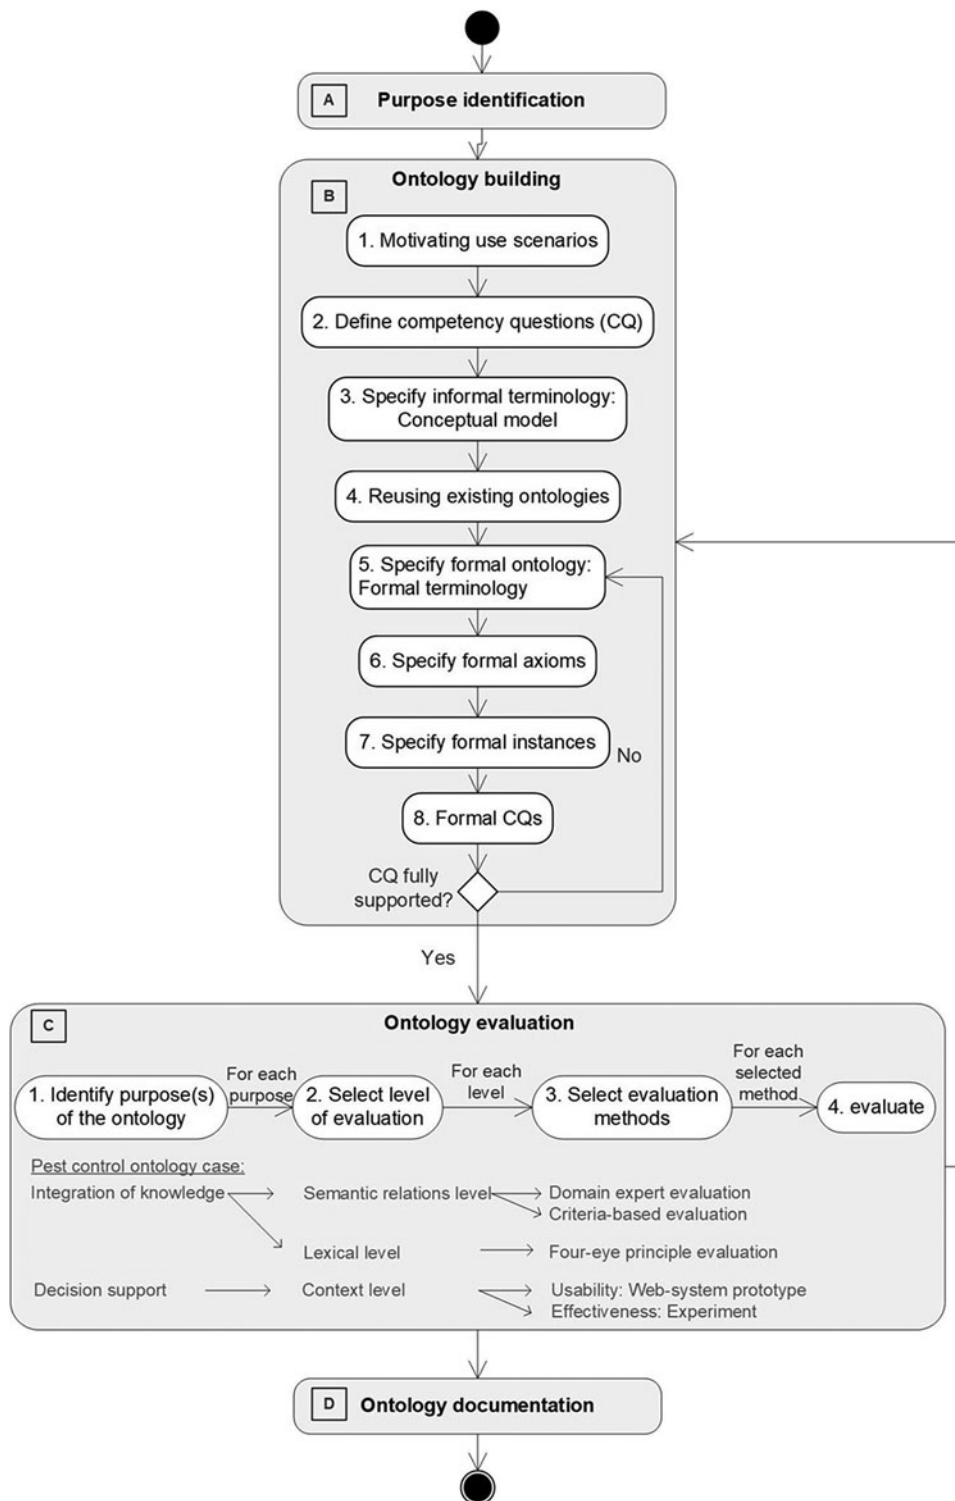 A
Purpose identification
Ontology building
B
1. Motivating use scenarios
2. Define competency questions (CQ)
3. Specify informal terminology:
Conceptual model
4. Reusing existing ontologies
5. Specify formal ontology:
Formal terminology
6. Specify formal axioms
7. Specify formal instances
No
8. Formal CQs
CQ fully
supported?
Yes
C
Ontology evaluation
1. Identify purpose(s)
of the ontology
For each
purpose
2. Select level
of evaluation
For each
level
3. Select evaluation
methods
For each
selected
method
4. evaluate
Pest control ontology case:
Integration of knowledge
Semantic relations level
Domain expert evaluation
Criteria-based evaluation
Lexical level
Four-eye principle evaluation
Decision support
Context level
Usability: Web-system prototype
Effectiveness: Experiment
D
Ontology documentation